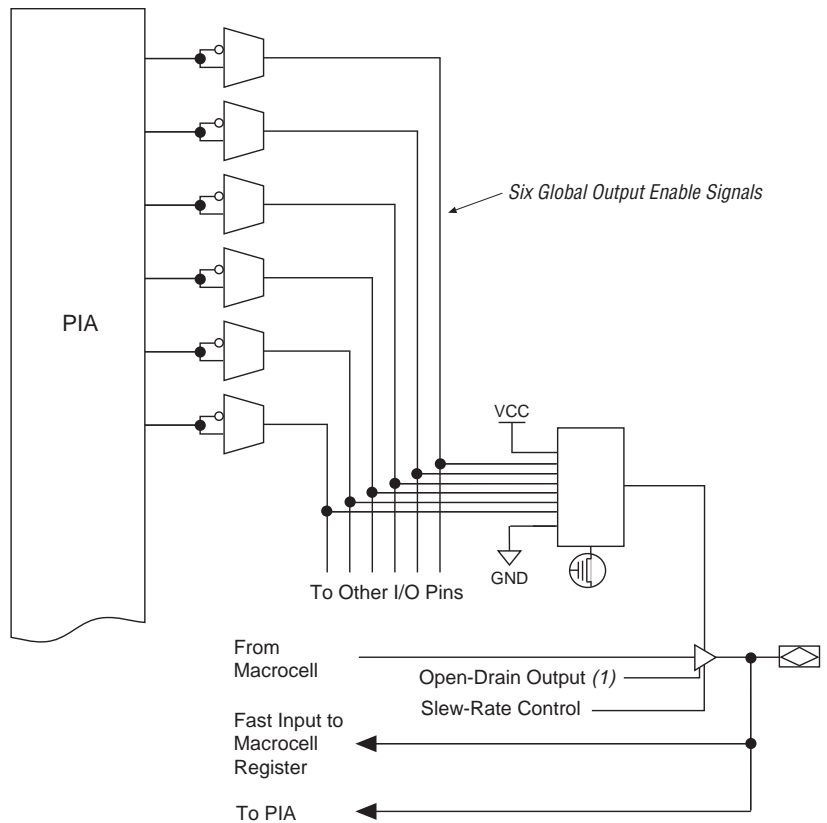 Six Global Output Enable Signals
PIA
VCC
GND
To Other I/O Pins
From
Macrocell
Open-Drain Output (1)
Slew-Rate Control
Fast Input to
Macrocell
Register
To PIA